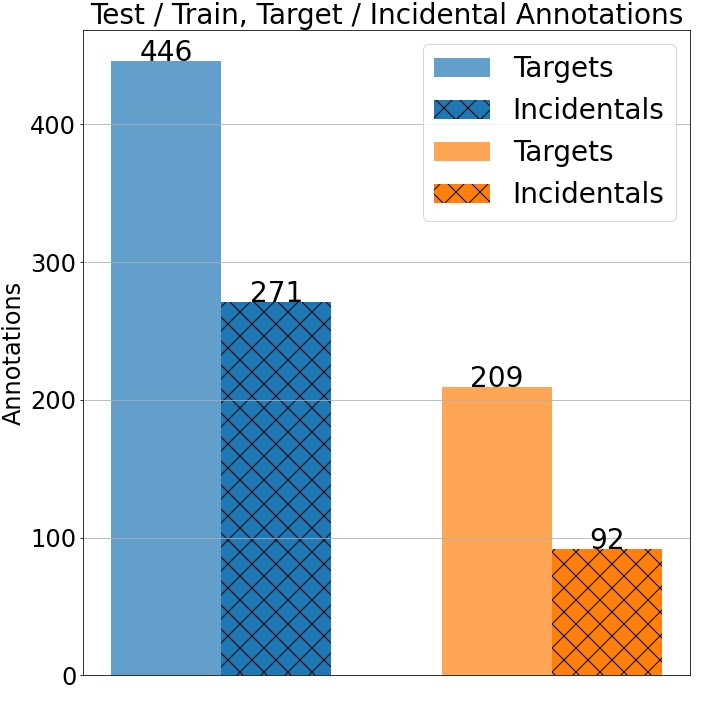 Test / Train, Target / Incidental Annotations
446
271
209
92
Targets
Incidentals
Targets
Incidentals
Annotations
400
300
200
100
0